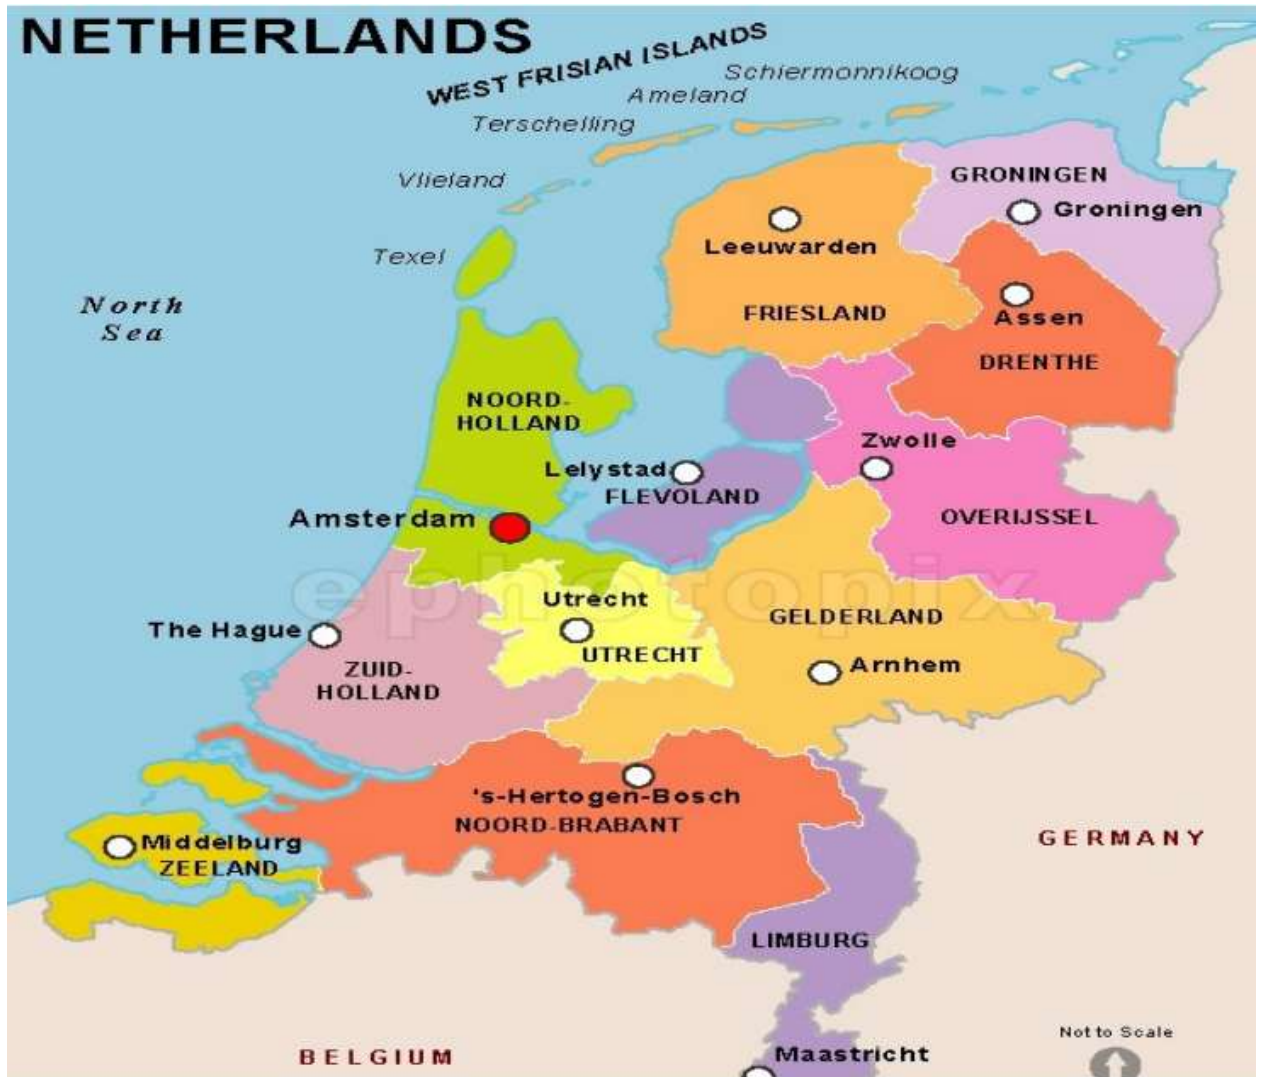 NETHERLANDS
WEST FRISIAN ISLANDS
Schiermonnikoog
Ameland
Terschelling
Vlieland
Texel
North
Sea
GRONINGEN
Groningen
Leeuwarden
FRIESLAND
Assen
DRENTHE
NOORD-
HOLLAND
Zwolle
Lelystad
FLEVOLAND
Amsterdam
OVERIJSSEL
ephotopix
Utrecht
The Hague
UTRECHT
GELDERLAND
Arnhem
ZUID-
HOLLAND
's-Hertogen-Bosch
NOORD-BRABANT
Middelburg
ZEELAND
GERMANY
LIMBURG
BELGIUM
Maastricht
Not to Scale